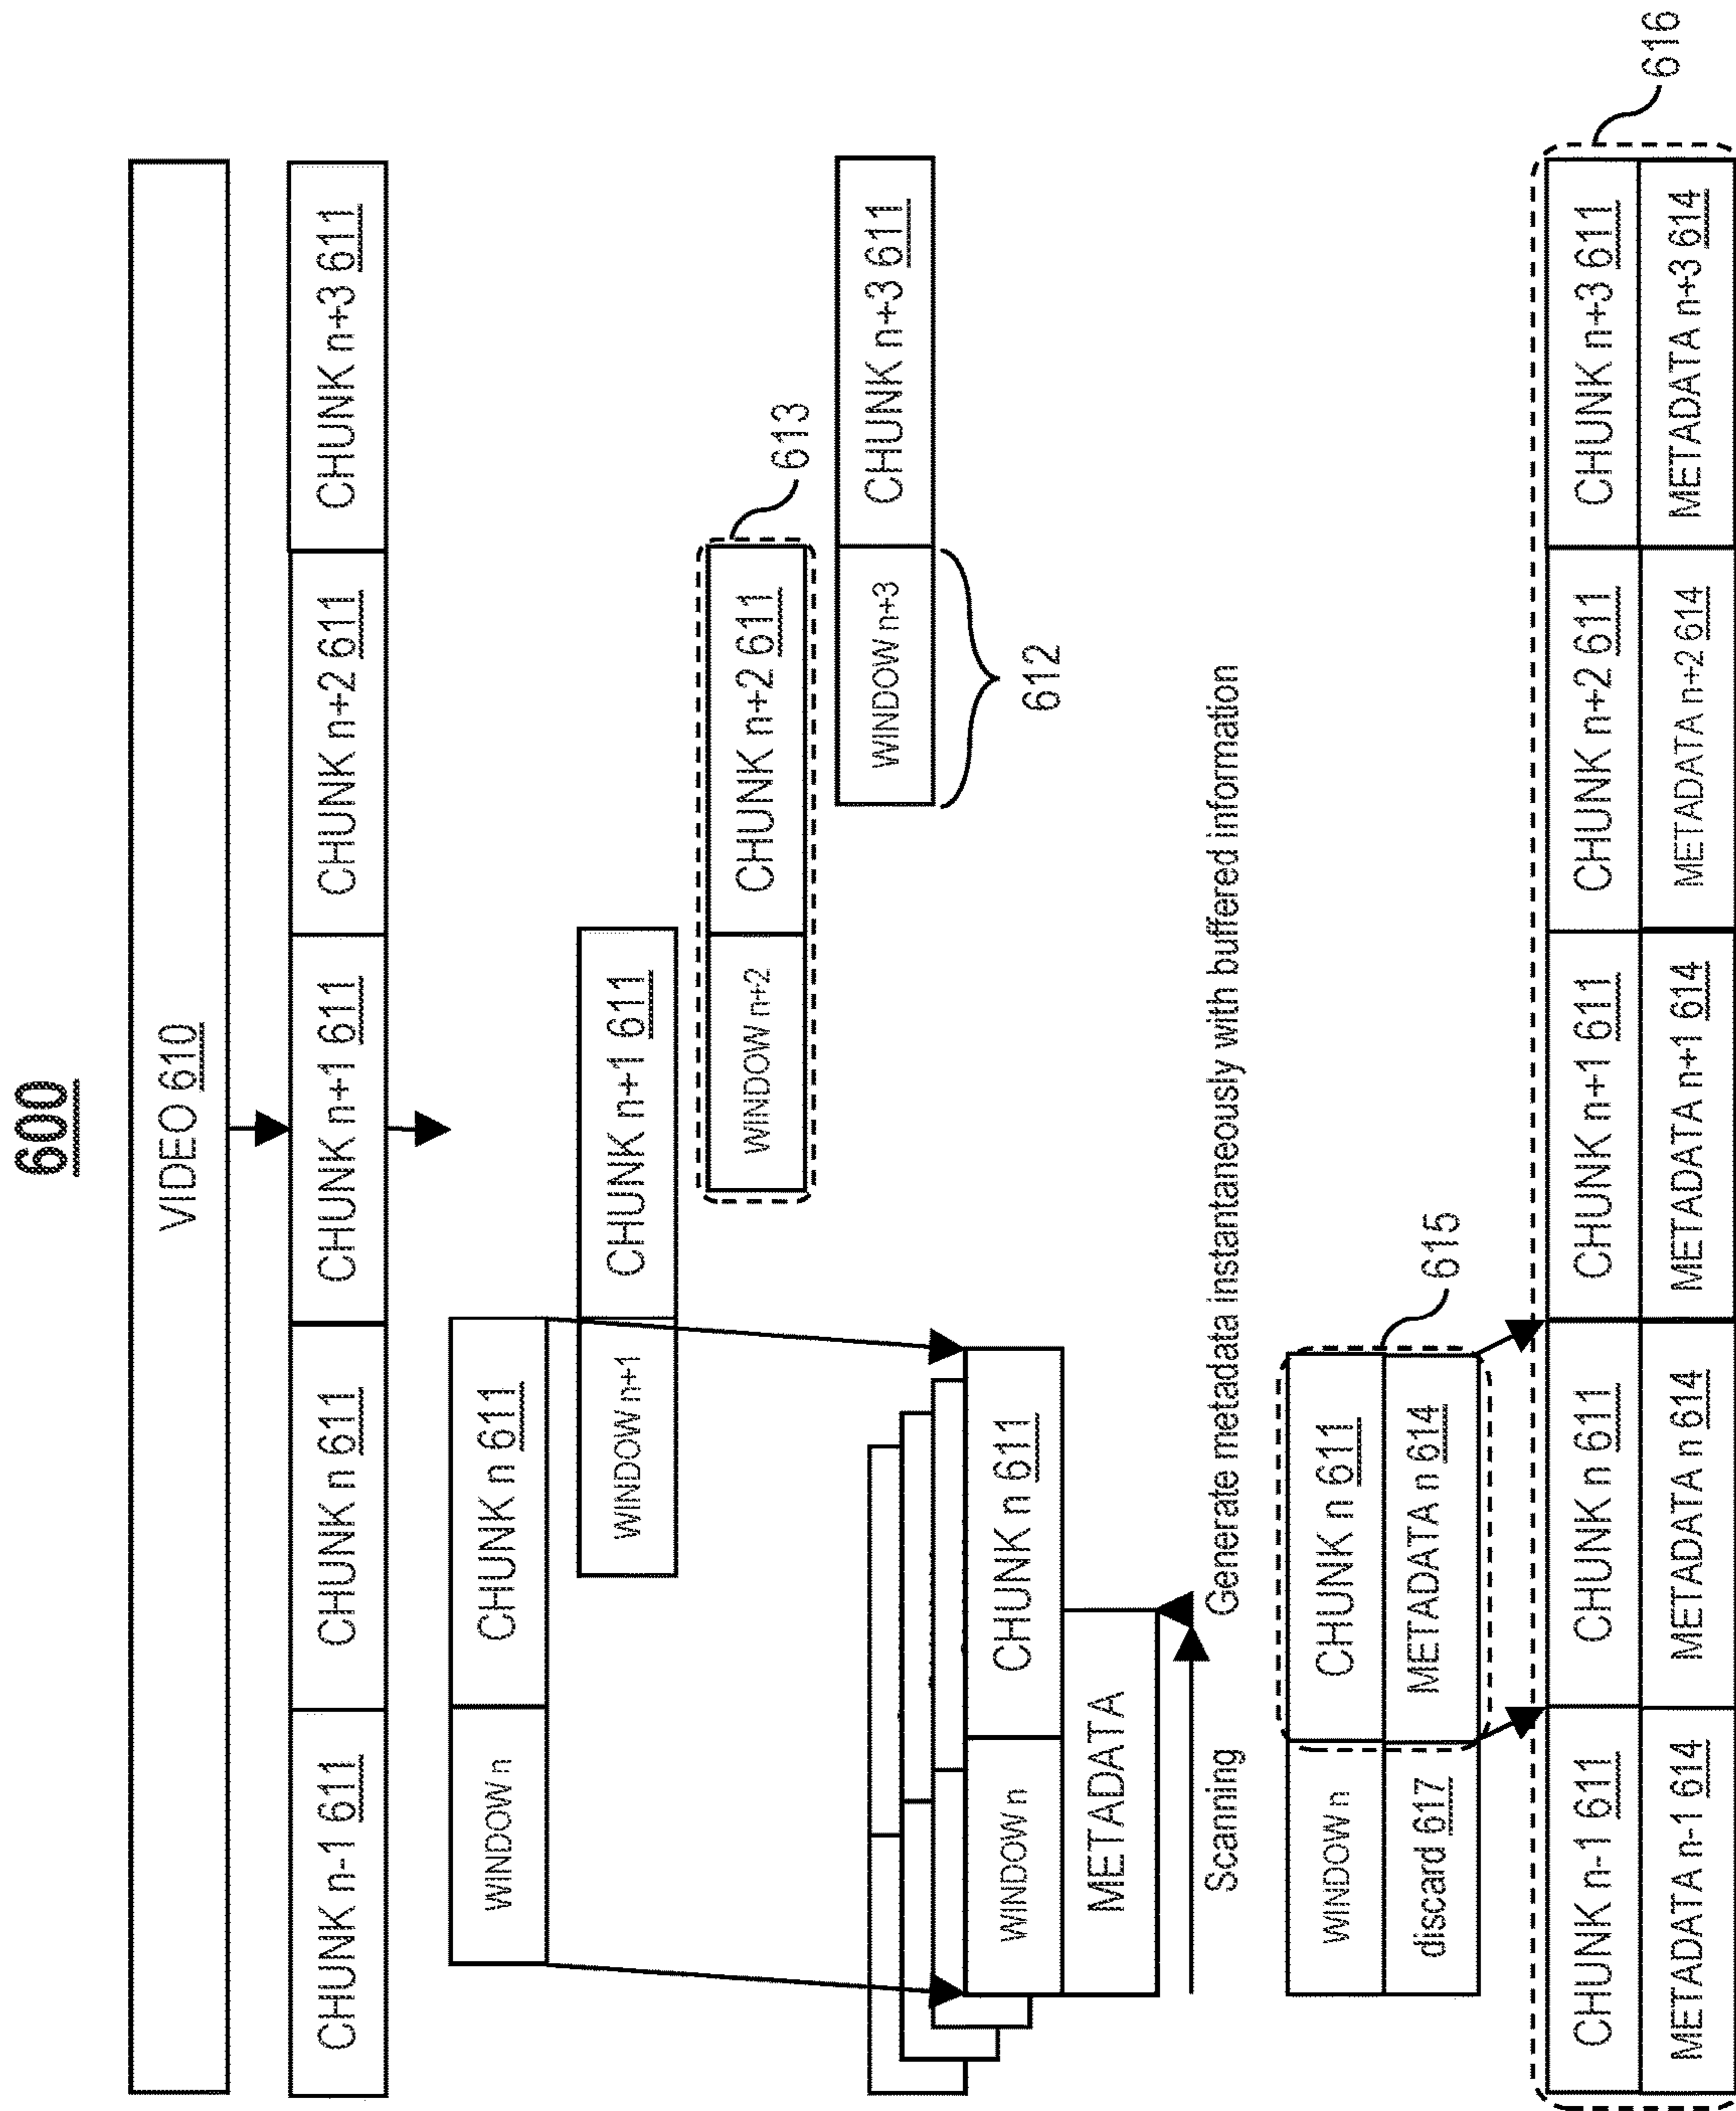 600
VIDEO 610
CHUNK n-1 611
CHUNK n 611
CHUNK n+1 611
CHUNK n+2 611
CHUNK n+3 611
WINDOW n
CHUNK n 611
WINDOW n+1
CHUNK n+1 611
WINDOW n+2
CHUNK n+2 611
613
WINDOW n+3
CHUNK n+3 611
612
WINDOW n
CHUNK n 611
METADATA
Scanning
Generate metadata instantaneously with buffered information
WINDOW n
CHUNK n 611
discard 617
METADATA n 614
615
CHUNK n-1 611
CHUNK n 611
CHUNK n+1 611
CHUNK n+2 611
CHUNK n+3 611
METADATA n-1 614
METADATA n 614
METADATA n+1 614
METADATA n+2 614
METADATA n+3 614
616